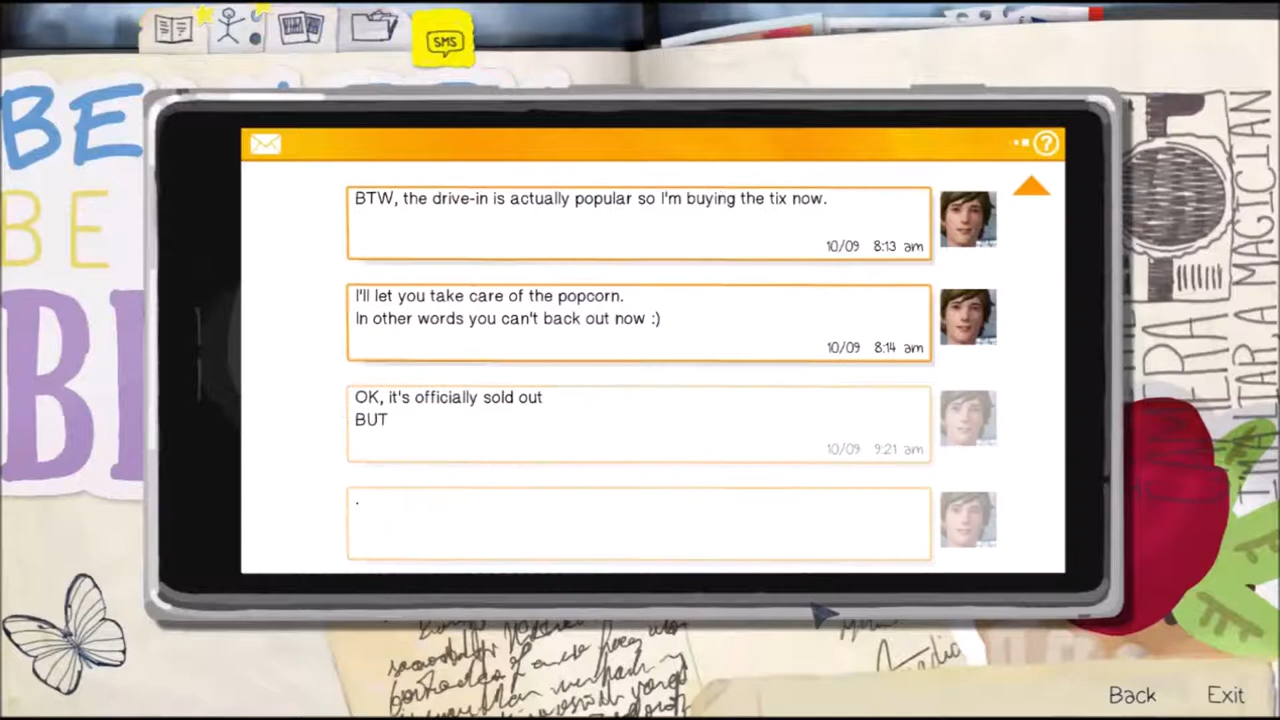 SMS
BE
BE
BTW, the drive-in is actually popular so I'm buying the tix now.
10/09 8:13 am
I'll let you take care of the popcorn.
In other words you can't back out now :)
10/09 8:14 am
OK, it's officially sold out
BUT
10/09 9:21 am
.
?
MAGICIAN
Back
Exit